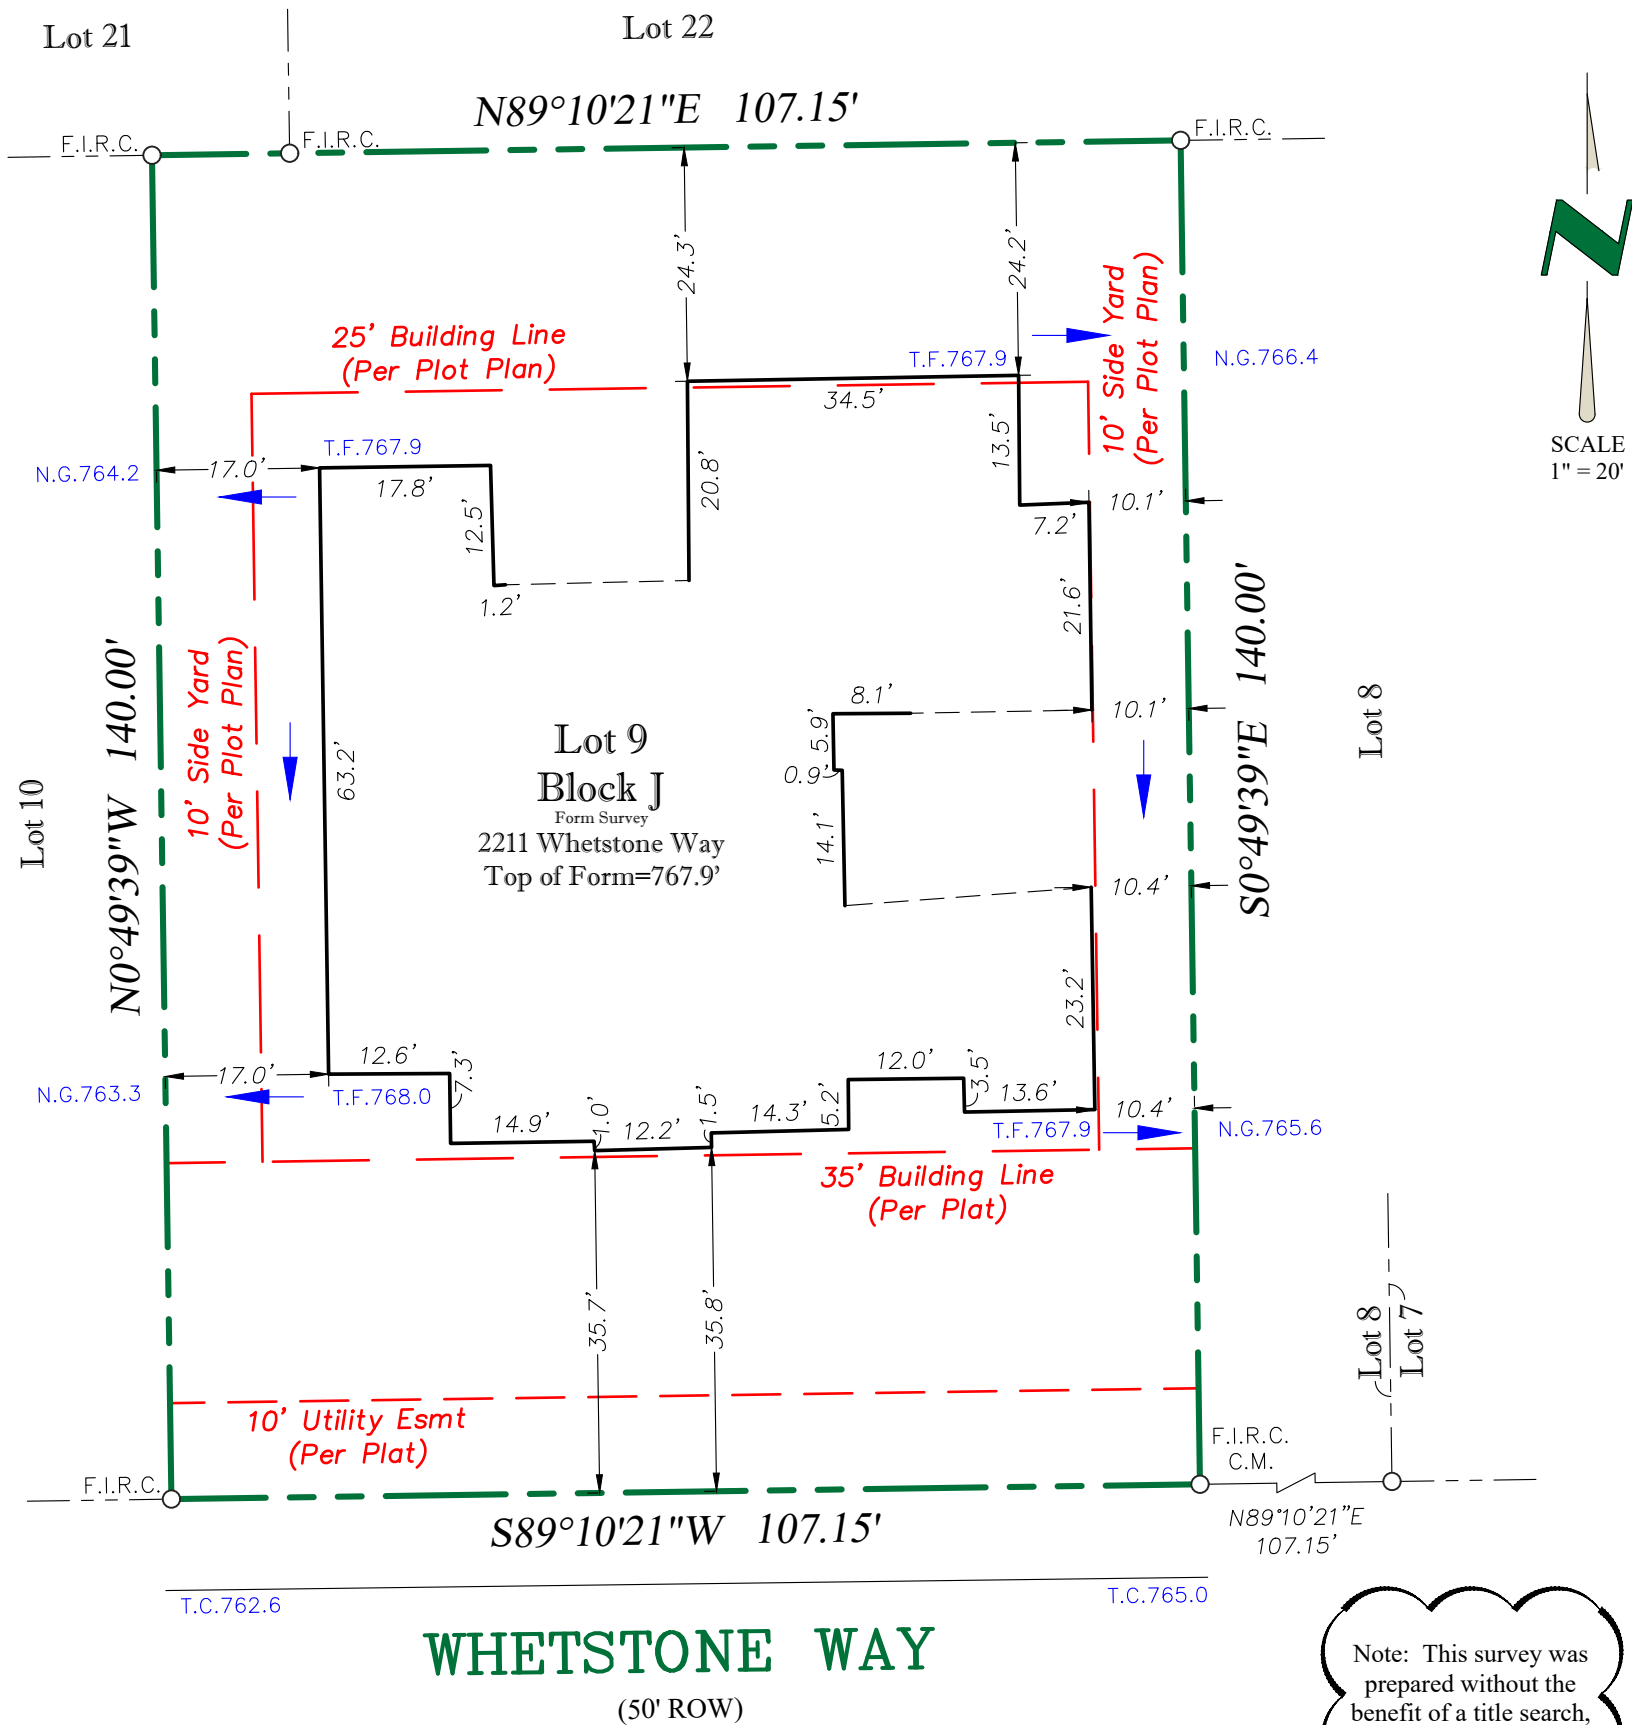 Lot 21
Lot 22
N89°10'21"E 107.15'
F.I.R.C.
F.I.R.C.
F.I.R.C.
24.3'
24.2'
10' Side Yard
(Per Plot Plan)
25' Building Line
(Per Plot Plan)
T.F.767.9
N.G.766.4
34.5'
13.5'
SCALE
1" = 20'
T.F.767.9
N.G.764.2
17.0'
17.8'
12.5'
20.8'
7.2'
10.1'
1.2'
21.6'
S0°49'39"E 140.00'
N0°49'39"W 140.00'
10' Side Yard
(Per Plot Plan)
8.1'
10.1'
5.9'
Lot 8
Lot 9
Block J
Form Survey
2211 Whetstone Way
Top of Form=767.9'
63.2'
0.9'
14.1'
Lot 10
10.4'
23.2'
12.6'
7.3'
12.0'
3.5'
13.6'
17.0'
T.F.768.0
N.G.763.3
14.9'
1.0'
12.2'
1.5'
14.3'
5.2'
10.4'
T.F.767.9
N.G.765.6
35' Building Line
(Per Plat)
35.7'
35.8'
Lot 8
Lot 7
10' Utility Esmt
(Per Plat)
F.I.R.C.
F.I.R.C.
C.M.
N89°10'21"E
107.15'
S89°10'21"W 107.15'
T.C.762.6
T.C.765.0
WHETSTONE WAY
(50' ROW)
Note: This survey was
prepared without the
benefit of a title search,